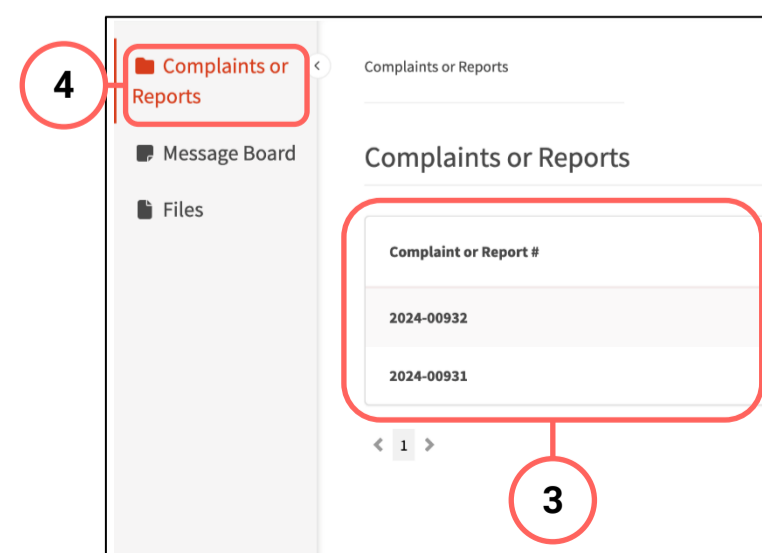 4
Complaints or
Reports
Message Board
Files
Complaints or Reports
Complaints or Reports
Complaint or Report #
2024-00932
2024-00931
1
3